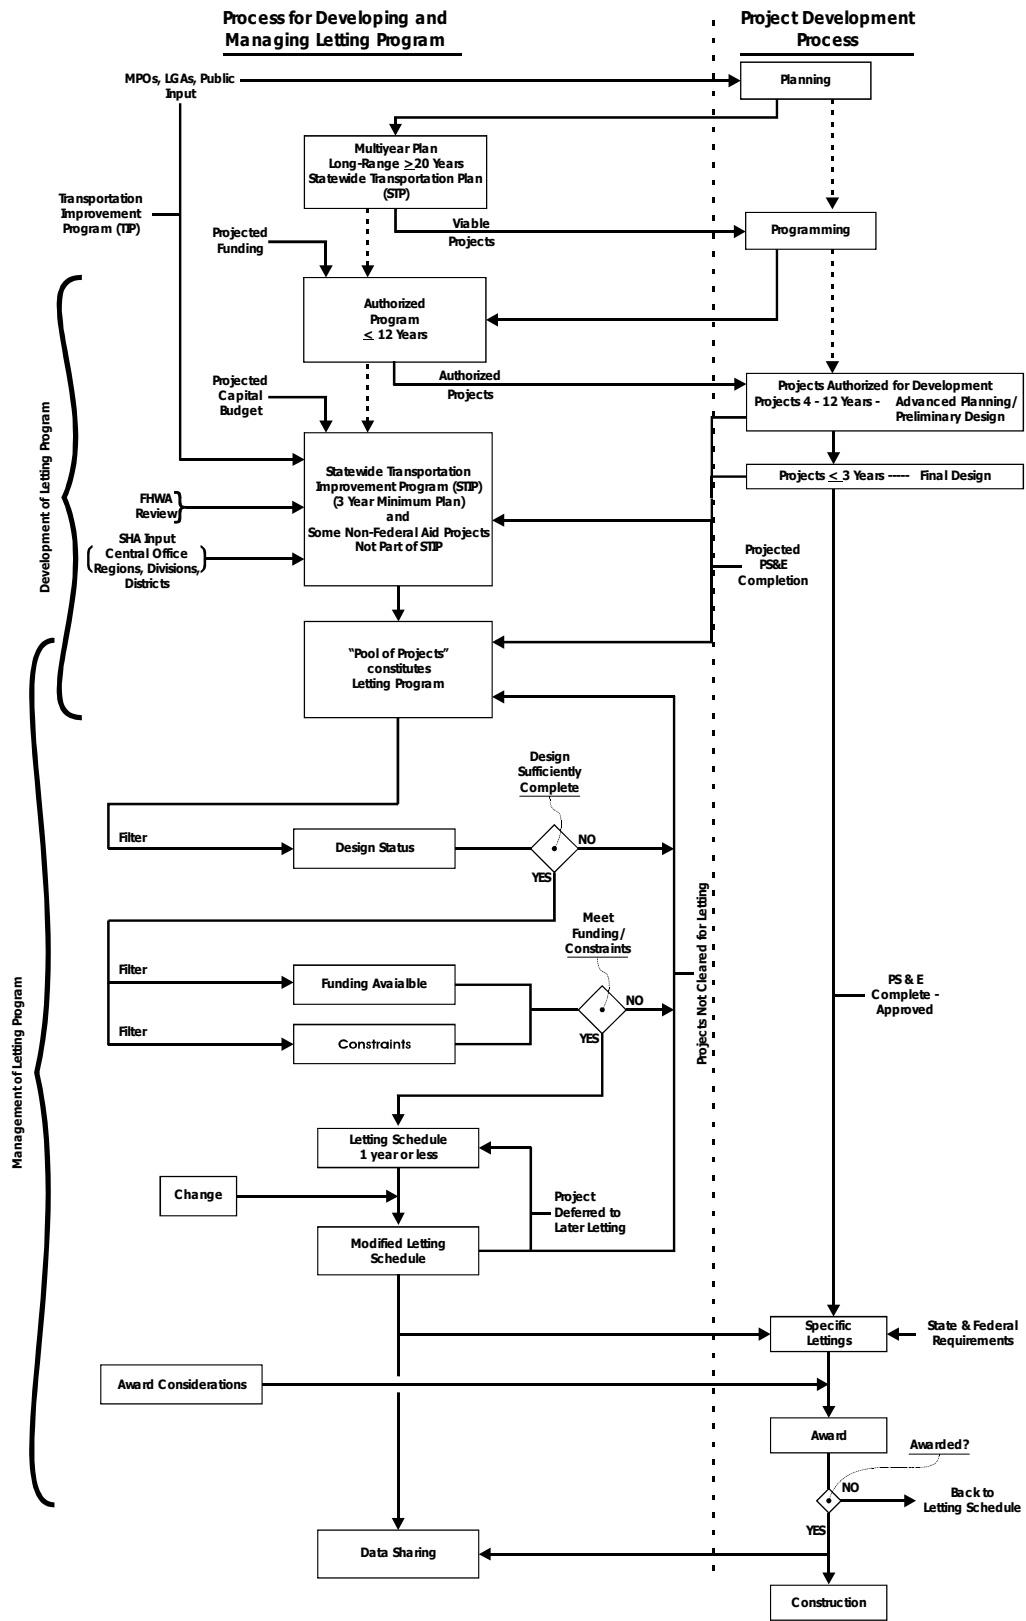 Process for Developing and
Managing Letting Program
Project Development
Process
MPOs, LGAs, Public
Input
Planning
Multiyear Plan
Long-Range ≥20 Years
Statewide Transportation Plan
(STP)
Transportation
Improvement
Program (TIP)
Viable
Projects
Programming
Projected
Funding
Authorized
Program
≤ 12 Years
Authorized
Projects
Projects Authorized for Development
Projects 4 - 12 Years - Advanced Planning/
Preliminary Design
Projected
Capital
Budget
Development of Letting Program
Statewide Transportation
Improvement Program (STIP)
(3 Year Minimum Plan)
and
Some Non-Federal Aid Projects
Not Part of STIP
Projects ≤ 3 Years ----- Final Design
FHWA
Review
SHA Input
Central Office
Regions, Divisions,
Districts
Projected
PS&E
Completion
"Pool of Projects"
constitutes
Letting Program
Design
Sufficiently
Complete
Filter
Design Status
NO
YES
Projects Not Cleared for Letting
Meet
Funding/
Constraints
Filter
Funding Avaialble
NO
Filter
Constraints
YES
PS & E
Complete -
Approved
Management of Letting Program
Letting Schedule
1 year or less
Change
Project
Deferred to
Later Letting
Modified Letting
Schedule
Specific
Lettings
State & Federal
Requirements
Award Considerations
Award
Awarded?
NO
Back to
Letting Schedule
YES
Data Sharing
Construction